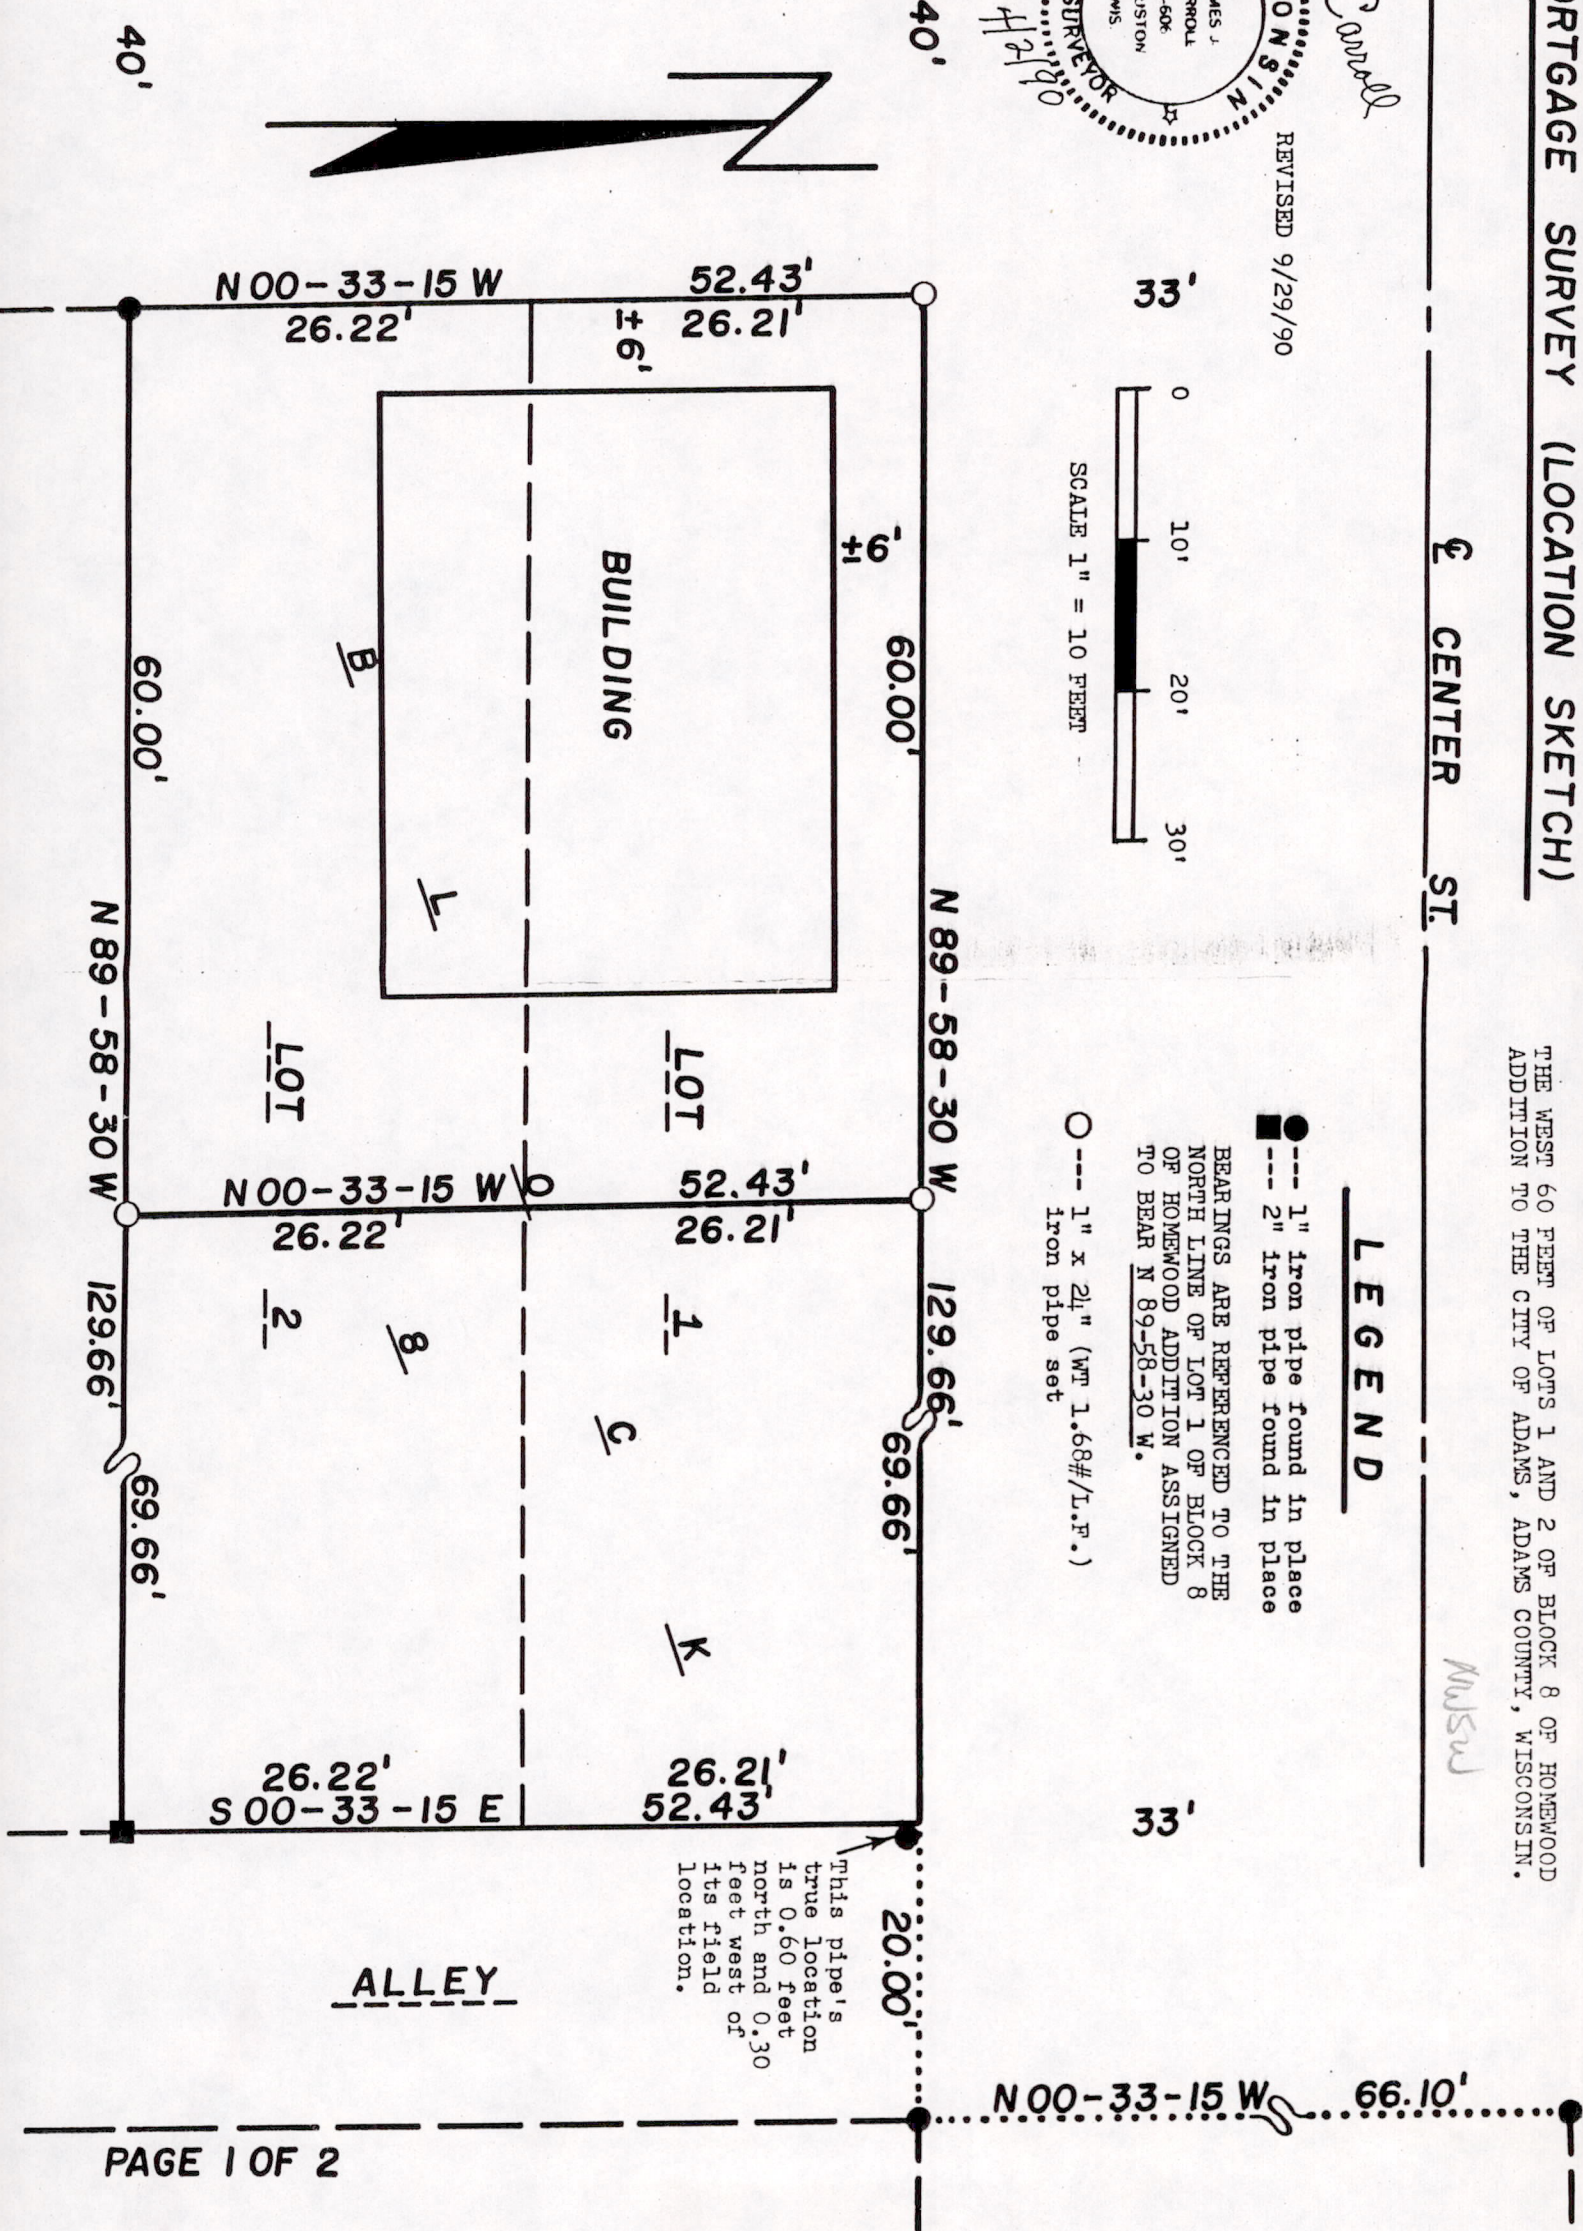 ORTGAGE SURVEY (LOCATION SKETCH)
THE WEST 60 FEET OF LOTS 1 AND 2 OF BLOCK 8 OF HOMEWOOD
ADDITION TO THE CITY OF ADAMS, ADAMS COUNTY, WISCONSIN.
NWSW
℄ CENTER ST.
Carroll
ONSIN
MES J.
RROLL
-606
USTON
WIS.
SURVEYOR
REVISED 9/29/90
LEGEND
●--- 1" iron pipe found in place
■--- 2" iron pipe found in place
BEARINGS ARE REFERENCED TO THE
NORTH LINE OF LOT 1 OF BLOCK 8
OF HOMEWOOD ADDITION ASSIGNED
TO BEAR N 89-58-30 W.
○--- 1" x 24" (WT 1.68#/L.F.)
iron pipe set
33'
0 10' 20' 30'
SCALE 1" = 10 FEET
33'
N 00-33-15 W 66.10'
40'
60.00'
N 89-58-30 W
129.66'
69.66'
20.00'
This pipe's
true location
is 0.60 feet
north and 0.30
feet west of
its field
location.
N 00-33-15 W 52.43'
26.22' 26.21'
±6'
±6'
BUILDING
B L O C K 8
LOT 1
LOT 2
N 00-33-15 W 52.43'
26.22' 26.21'
26.22' 26.21'
S 00-33-15 E 52.43'
ALLEY
40'
60.00'
N 89-58-30 W
129.66'
69.66'
PAGE 1 OF 2